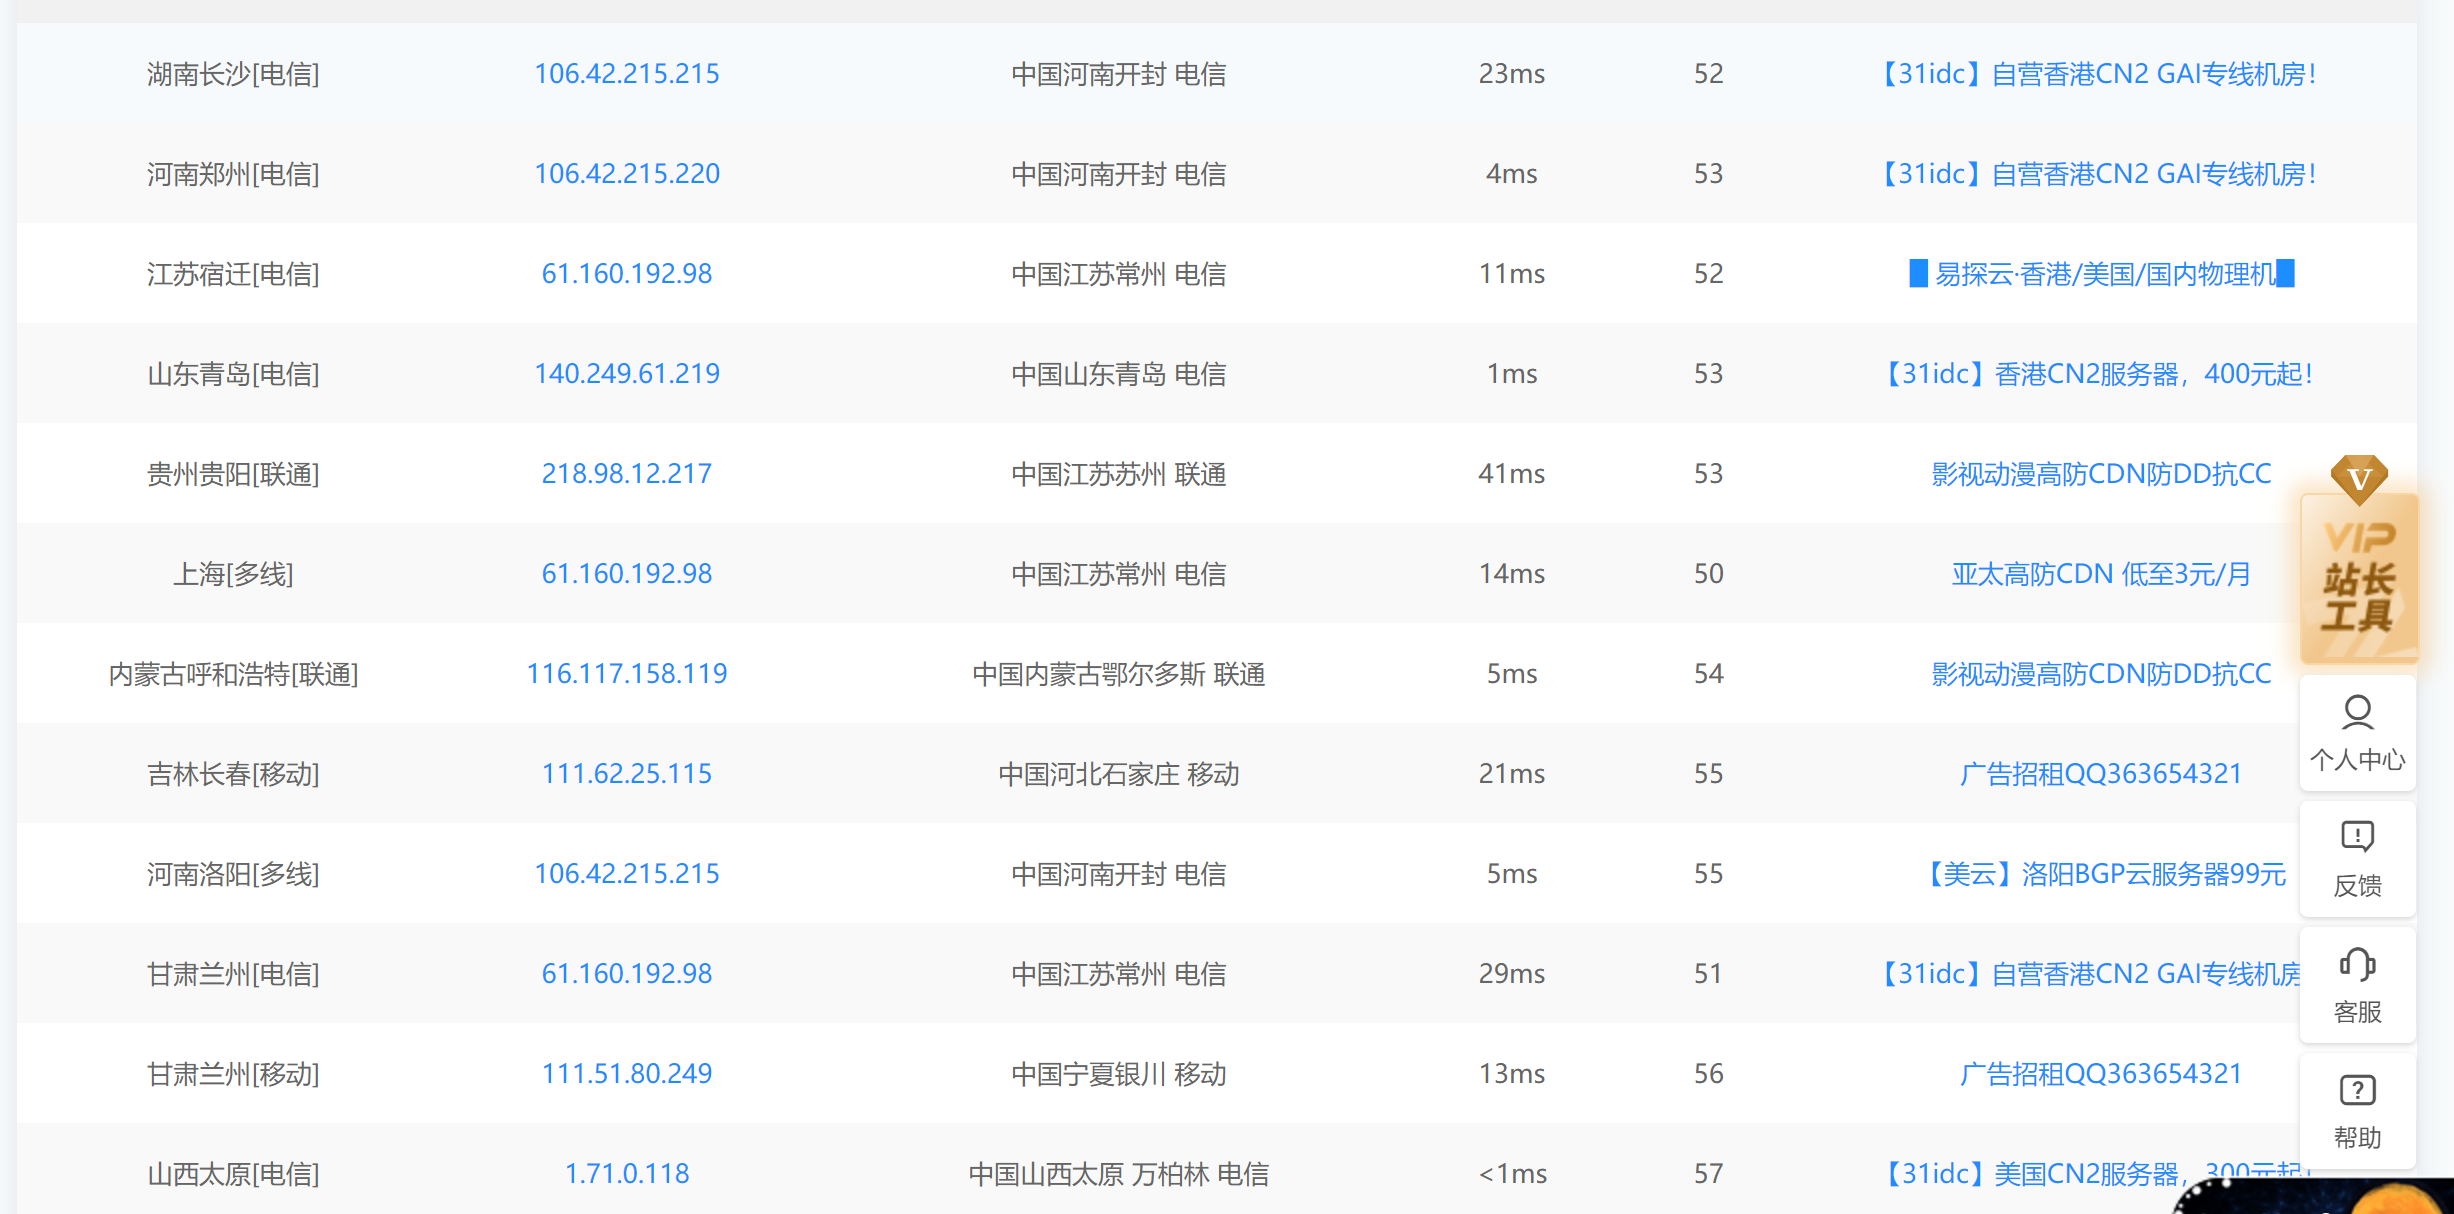 湖南长沙[电信] 106.42.215.215 中国河南开封 电信 23ms 52 【31idc】自营香港CN2 GAI专线机房！
河南郑州[电信] 106.42.215.220 中国河南开封 电信 4ms 53 【31idc】自营香港CN2 GAI专线机房！
江苏宿迁[电信] 61.160.192.98 中国江苏常州 电信 11ms 52 █ 易探云·香港/美国/国内物理机█
山东青岛[电信] 140.249.61.219 中国山东青岛 电信 1ms 53 【31idc】香港CN2服务器，400元起！
贵州贵阳[联通] 218.98.12.217 中国江苏苏州 联通 41ms 53 影视动漫高防CDN防DD抗CC
上海[多线] 61.160.192.98 中国江苏常州 电信 14ms 50 亚太高防CDN 低至3元/月
内蒙古呼和浩特[联通] 116.117.158.119 中国内蒙古鄂尔多斯 联通 5ms 54 影视动漫高防CDN防DD抗CC
吉林长春[移动] 111.62.25.115 中国河北石家庄 移动 21ms 55 广告招租QQ363654321
河南洛阳[多线] 106.42.215.215 中国河南开封 电信 5ms 55 【美云】洛阳BGP云服务器99元
甘肃兰州[电信] 61.160.192.98 中国江苏常州 电信 29ms 51 【31idc】自营香港CN2 GAI专线机房
甘肃兰州[移动] 111.51.80.249 中国宁夏银川 移动 13ms 56 广告招租QQ363654321
山西太原[电信] 1.71.0.118 中国山西太原 万柏林 电信 <1ms 57 【31idc】美国CN2服务器，300元起！
V
VIP
站长
工具
个人中心
反馈
客服
帮助